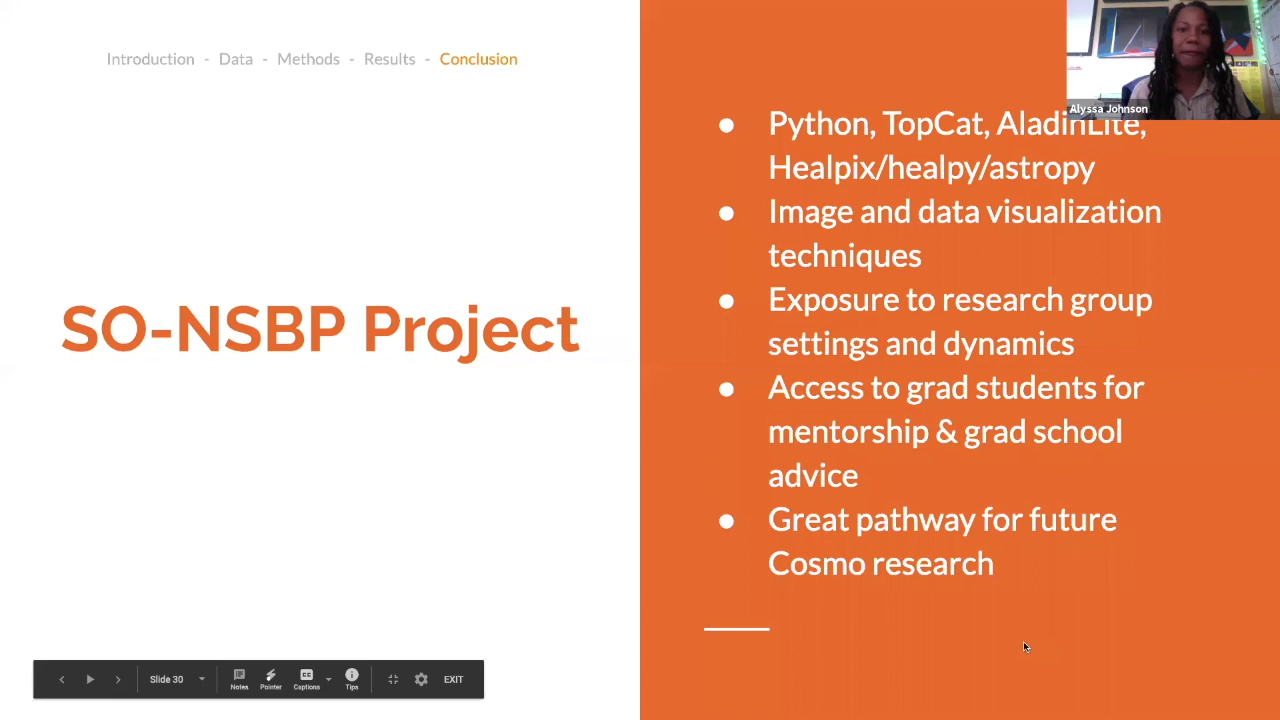 Introduction - Data - Methods - Results - Conclusion
SO-NSBP Project
Alyssa Johnson
● Python, TopCat, AladinLite,
Healpix/healpy/astropy
● Image and data visualization
techniques
● Exposure to research group
settings and dynamics
● Access to grad students for
mentorship & grad school
advice
● Great pathway for future
Cosmo research
Slide 30
Notes
Pointer
Captions
Tips
EXIT